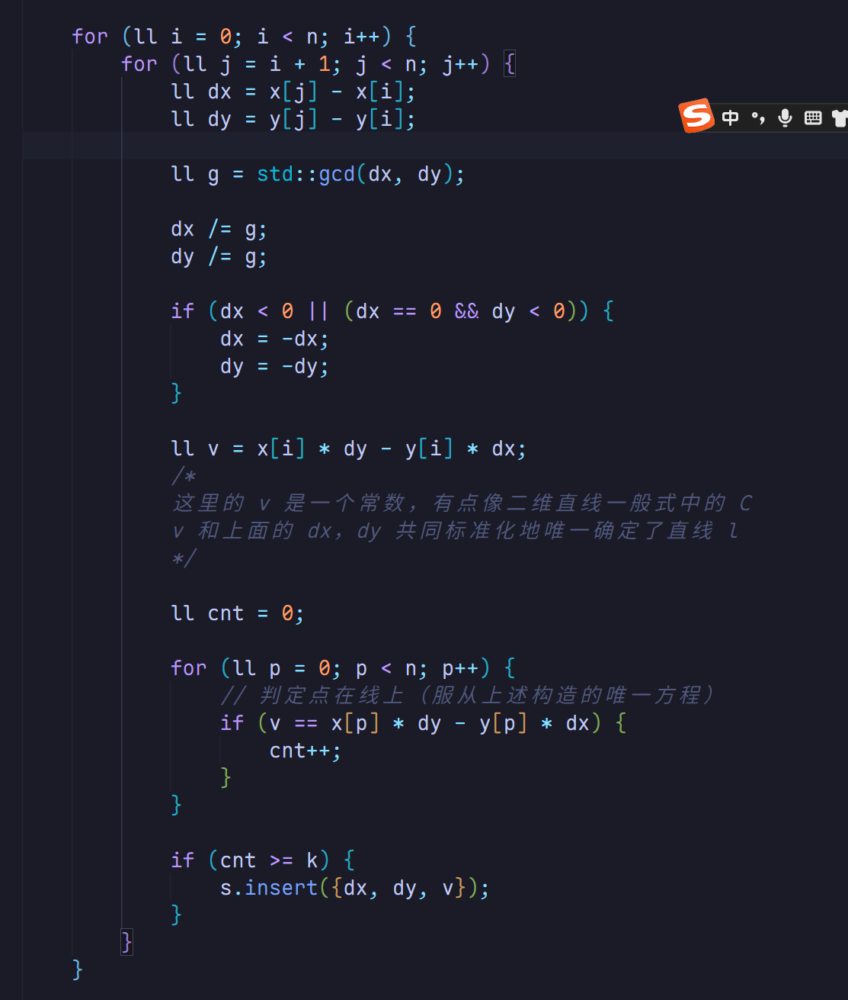 for (ll i = 0; i < n; i++) {
for (ll j = i + 1; j < n; j++) {
ll dx = x[j] - x[i];
ll dy = y[j] - y[i];
中 °,
ll g = std::gcd(dx, dy);
dx /= g;
dy /= g;
if (dx < 0 || (dx == 0 && dy < 0)) {
dx = -dx;
dy = -dy;
}
ll v = x[i] * dy - y[i] * dx;
/*
这里的 v 是一个常数，有点像二维直线一般式中的 C
v 和上面的 dx，dy 共同标准化地唯一确定了直线 l
*/
ll cnt = 0;
for (ll p = 0; p < n; p++) {
// 判定点在线上（服从上述构造的唯一方程）
if (v == x[p] * dy - y[p] * dx) {
cnt++;
}
}
if (cnt >= k) {
s.insert({dx, dy, v});
}
}
}